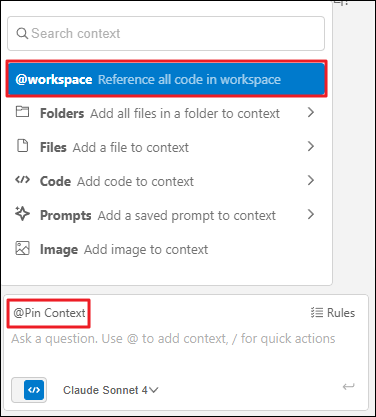 Search context
@workspace Reference all code in workspace
Folders Add all files in a folder to context
Files Add a file to context
Code Add code to context
Prompts Add a saved prompt to context
Image Add image to context
@Pin Context Rules
Ask a question. Use @ to add context, / for quick actions
Claude Sonnet 4